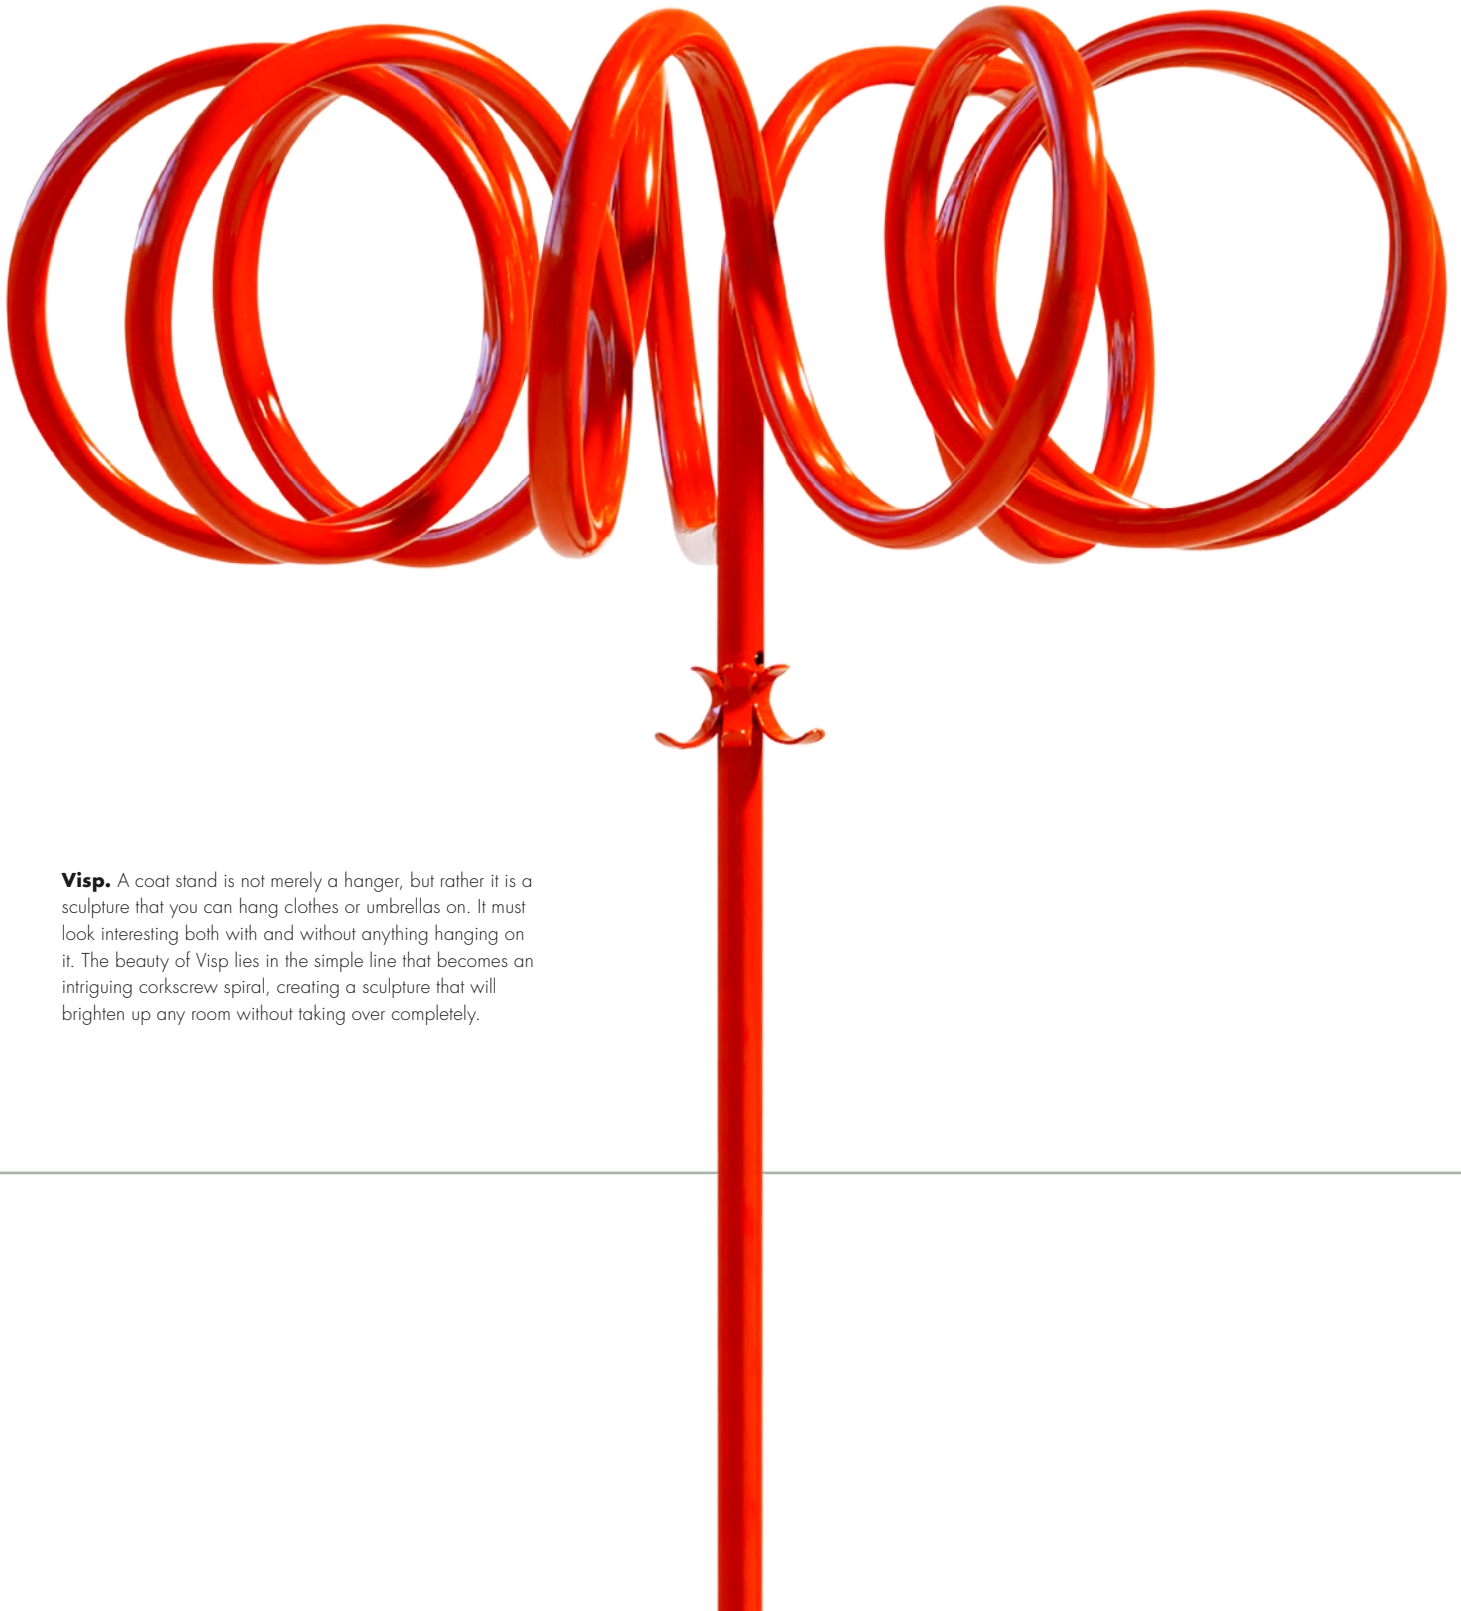 Visp. A coat stand is not merely a hanger, but rather it is a
sculpture that you can hang clothes or umbrellas on. It must
look interesting both with and without anything hanging on
it. The beauty of Visp lies in the simple line that becomes an
intriguing corkscrew spiral, creating a sculpture that will
brighten up any room without taking over completely.